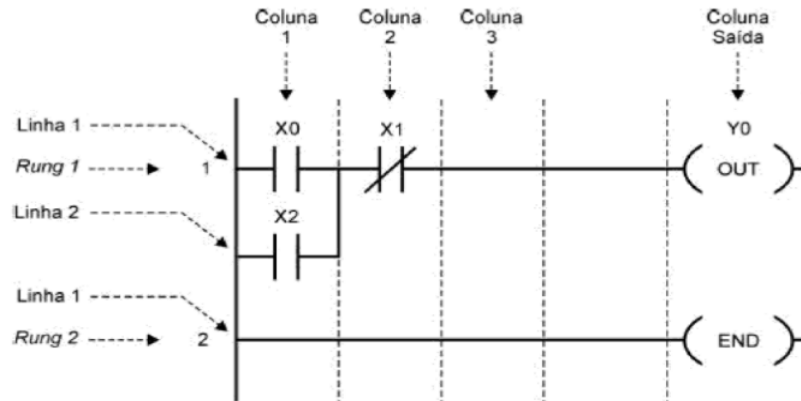 Coluna 1
Coluna 2
Coluna 3
Coluna Saída
Linha 1
X0
X1
Y0
Rung 1
1
OUT
Linha 2
X2
Linha 1
Rung 2
2
END